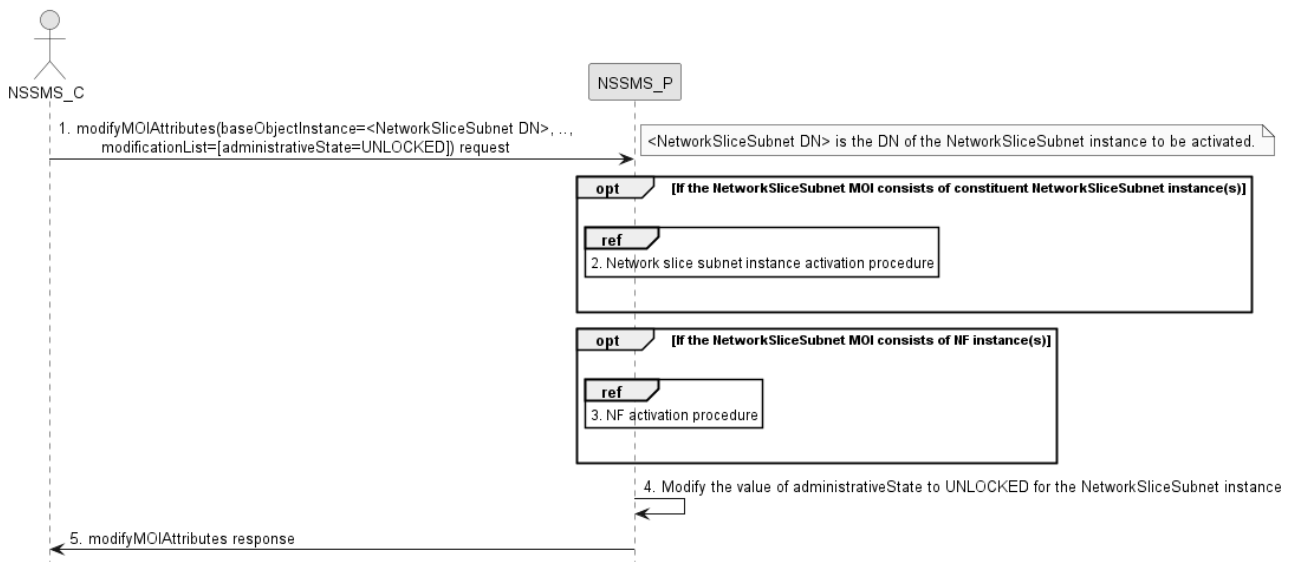 NSSMS_C
NSSMS_P
1. modifyMOIAttributes(baseObjectInstance=<NetworkSliceSubnet DN>, ..,
modificationList=[administrativeState=UNLOCKED]) request
<NetworkSliceSubnet DN> is the DN of the NetworkSliceSubnet instance to be activated.
opt [If the NetworkSliceSubnet MOI consists of constituent NetworkSliceSubnet instance(s)]
ref
2. Network slice subnet instance activation procedure
opt [If the NetworkSliceSubnet MOI consists of NF instance(s)]
ref
3. NF activation procedure
4. Modify the value of administrativeState to UNLOCKED for the NetworkSliceSubnet instance
5. modifyMOIAttributes response